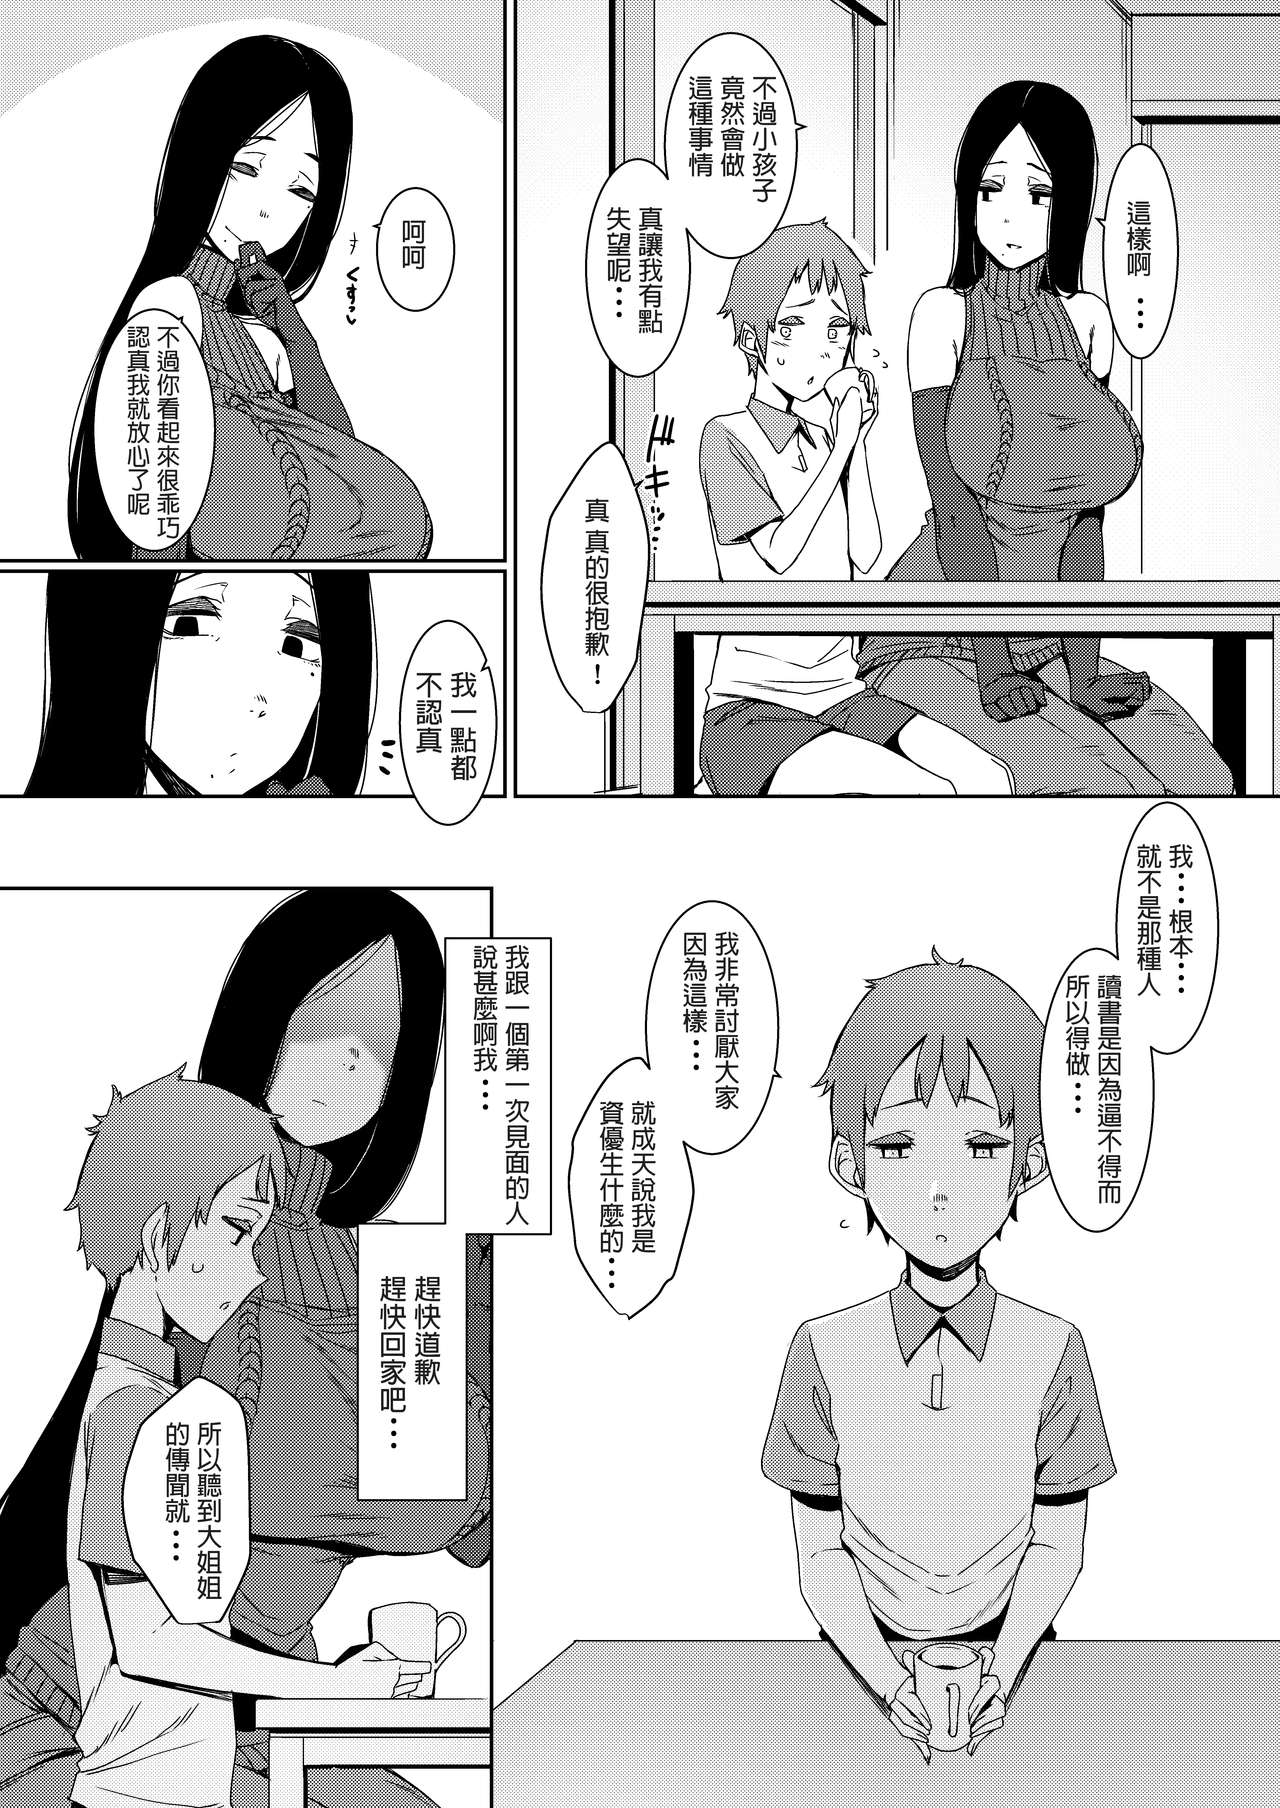 這樣啊…
不過小孩子
竟然會做
這種事情
真讓我有點
失望呢…
真 真的很抱歉！
呵呵
くすっ
不過你看起來很乖巧
認真我就放心了呢
我一點都
不認真
我…根本…
就不是那種人
讀書是因為逼不得而
所以得做…
我非常討厭大家
因為這樣…
就成天說我是
資優生什麼的…
我跟一個第一次見面的人
說甚麼啊我…
趕快道歉
趕快回家吧…
所以聽到大姐姐
的傳聞就…